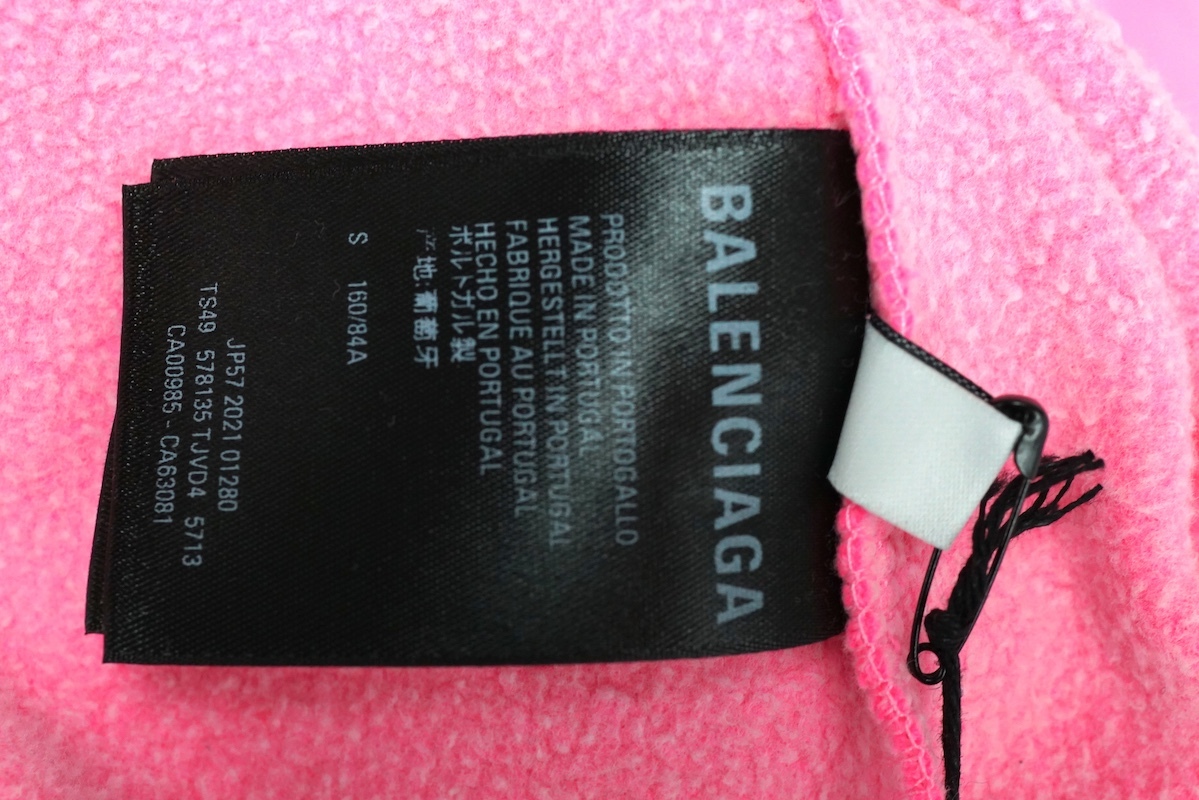 BALENCIAGA
PRODOTTO IN PORTOGALLO
MADE IN PORTUGAL
HERGESTELLT IN PORTUGAL
FABRIQUE AU PORTUGAL
HECHO EN PORTUGAL
ポルトガル製
产地:葡萄牙
S 160/84A
JP57 2021 01280
TS49 578135 TJVD4 5713
CA00985 - CA63081